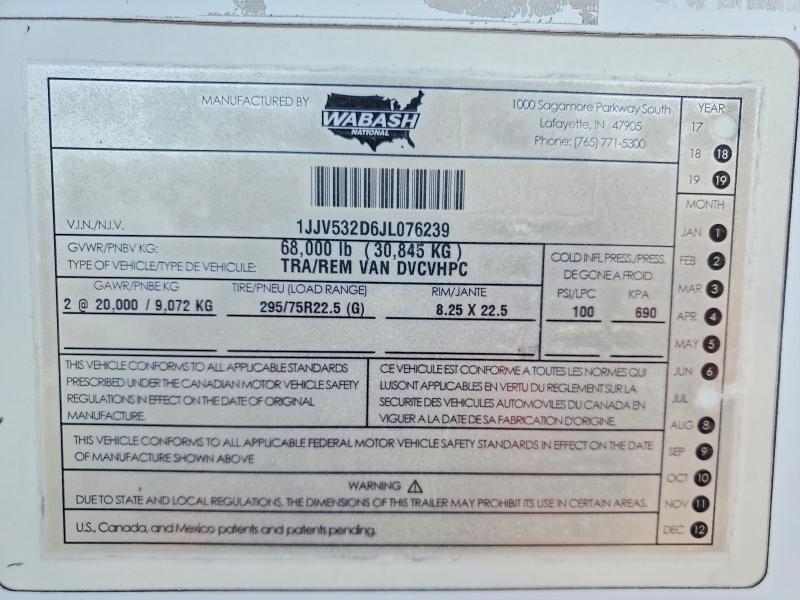 MANUFACTURED BY
WABASH
NATIONAL
1000 Sagamore Parkway South
Lafayette, IN 47905
Phone: (765) 771-5300
V.I.N./N.I.V. 1JJV532D6JL076239
GVWR/PNBV KG: 68,000 lb ( 30,845 KG )
TYPE OF VEHICLE/TYPE DE VEHICULE: TRA/REM VAN DVCVHPC
COLD INFL PRESS./PRESS.
DE GONE A FROID
GAWR/PNBE KG TIRE/PNEU (LOAD RANGE) RIM/JANTE PSI/LPC KPA
2 @ 20,000 / 9,072 KG 295/75R22.5 (G) 8.25 X 22.5 100 690
THIS VEHICLE CONFORMS TO ALL APPLICABLE STANDARDS
PRESCRIBED UNDER THE CANADIAN MOTOR VEHICLE SAFETY
REGULATIONS IN EFFECT ON THE DATE OF ORIGINAL
MANUFACTURE.
CE VEHICULE EST CONFORME A TOUTES LES NORMES QUI
LUI SONT APPLICABLES EN VERTU DU REGLEMENT SUR LA
SECURITE DES VEHICULES AUTOMOVILES DU CANADA EN
VIGUER A LA DATE DE SA FABRICATION D'ORIGINE.
THIS VEHICLE CONFORMS TO ALL APPLICABLE FEDERAL MOTOR VEHICLE SAFETY STANDARDS IN EFFECT ON THE DATE
OF MANUFACTURE SHOWN ABOVE
WARNING
DUE TO STATE AND LOCAL REGULATIONS, THE DIMENSIONS OF THIS TRAILER MAY PROHIBIT ITS USE IN CERTAIN AREAS.
U.S., Canada, and Mexico patents and patents pending.
YEAR
17
18 18
19 19
MONTH
JAN 1
FEB 2
MAR 3
APR 4
MAY 5
JUN 6
JUL
AUG 8
SEP 9
OCT 10
NOV 11
DEC 12